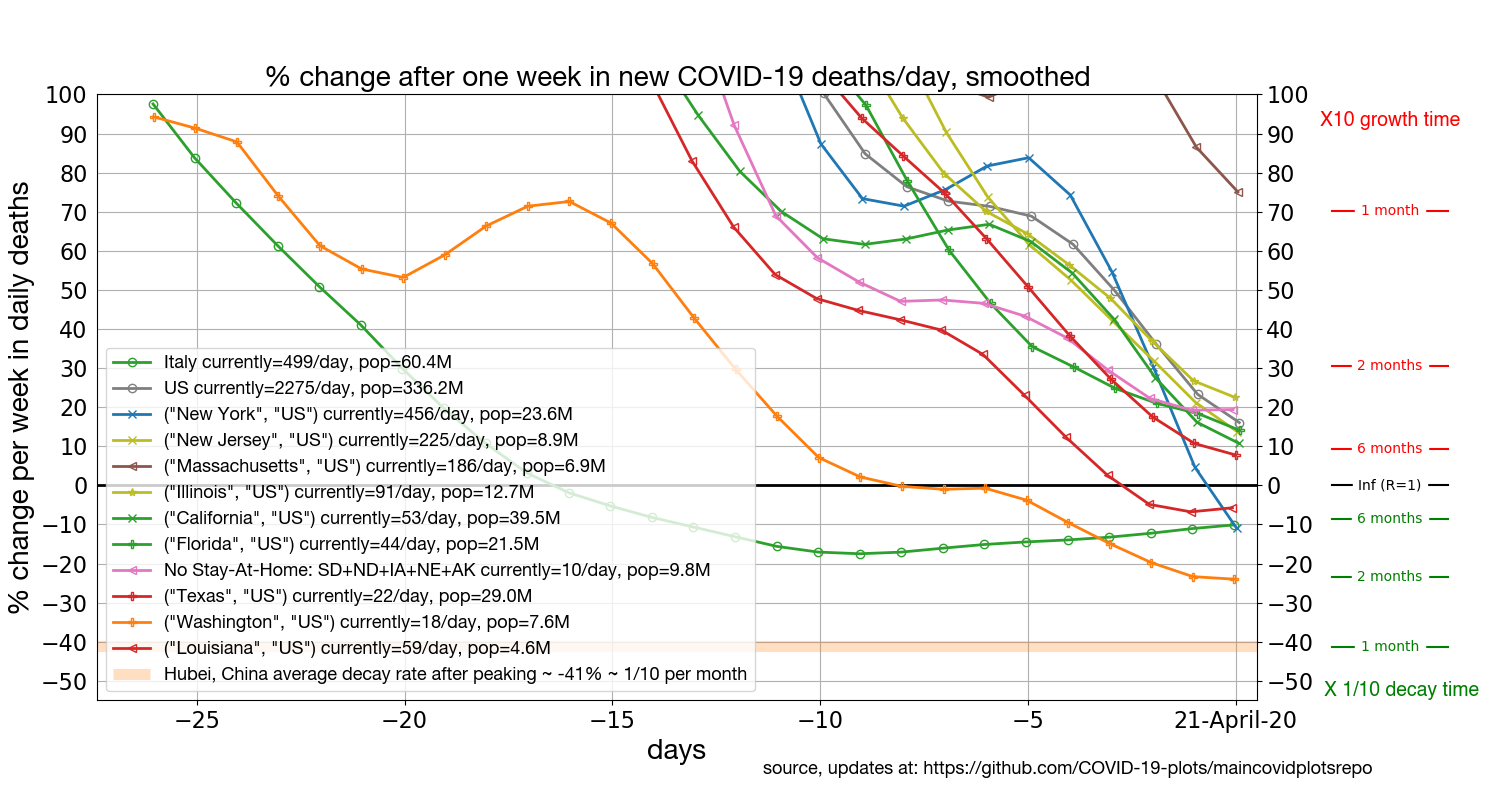 % change after one week in new COVID-19 deaths/day, smoothed
% change per week in daily deaths
100
90
80
70
60
50
40
30
20
10
0
−10
−20
−30
−40
−50
Italy currently=499/day, pop=60.4M
US currently=2275/day, pop=336.2M
("New York", "US") currently=456/day, pop=23.6M
("New Jersey", "US") currently=225/day, pop=8.9M
("Massachusetts", "US") currently=186/day, pop=6.9M
("Illinois", "US") currently=91/day, pop=12.7M
("California", "US") currently=53/day, pop=39.5M
("Florida", "US") currently=44/day, pop=21.5M
No Stay-At-Home: SD+ND+IA+NE+AK currently=10/day, pop=9.8M
("Texas", "US") currently=22/day, pop=29.0M
("Washington", "US") currently=18/day, pop=7.6M
("Louisiana", "US") currently=59/day, pop=4.6M
Hubei, China average decay rate after peaking ~ -41% ~ 1/10 per month
100
90
80
70
60
50
40
30
20
10
0
−10
−20
−30
−40
−50
X10 growth time
1 month
2 months
6 months
Inf (R=1)
6 months
2 months
1 month
X 1/10 decay time
−25 −20 −15 −10 −5 21-April-20
days
source, updates at: https://github.com/COVID-19-plots/maincovidplotsrepo